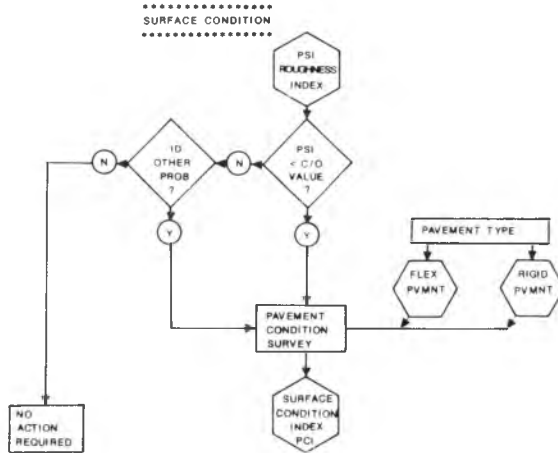 SURFACE CONDITION
PSI
ROUGHNESS
INDEX
ID
OTHER
PROB
?
PSI
< C/O
VALUE
?
N
N
Y
Y
PAVEMENT TYPE
FLEX
PVMNT
RIGID
PVMNT
PAVEMENT
CONDITION
SURVEY
SURFACE
CONDITION
INDEX
PCI
NO
ACTION
REQUIRED